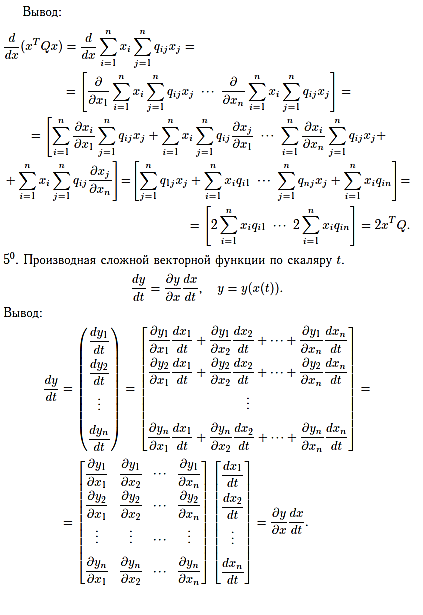 Вывод:
$\frac{d}{dx}(x^T Qx) = \frac{d}{dx}\sum_{i=1}^{n} x_i \sum_{j=1}^{n} q_{ij}x_j =$
$= \left[\frac{\partial}{\partial x_1}\sum_{i=1}^{n} x_i \sum_{j=1}^{n} q_{ij}x_j \ \cdots \ \frac{\partial}{\partial x_n}\sum_{i=1}^{n} x_i \sum_{j=1}^{n} q_{ij}x_j\right] =$
$= \left[\sum_{i=1}^{n} \frac{\partial x_i}{\partial x_1}\sum_{j=1}^{n} q_{ij}x_j + \sum_{i=1}^{n} x_i \sum_{j=1}^{n} q_{ij}\frac{\partial x_j}{\partial x_1} \ \cdots \ \sum_{i=1}^{n} \frac{\partial x_i}{\partial x_n}\sum_{j=1}^{n} q_{ij}x_j +\right.$
$\left.+ \sum_{i=1}^{n} x_i \sum_{j=1}^{n} q_{ij}\frac{\partial x_j}{\partial x_n}\right] = \left[\sum_{j=1}^{n} q_{1j}x_j + \sum_{i=1}^{n} x_i q_{i1} \ \cdots \ \sum_{j=1}^{n} q_{nj}x_j + \sum_{i=1}^{n} x_i q_{in}\right] =$
$= \left[2\sum_{i=1}^{n} x_i q_{i1} \ \cdots \ 2\sum_{i=1}^{n} x_i q_{in}\right] = 2x^T Q.$
5⁰. Производная сложной векторной функции по скаляру $t$.
$\frac{dy}{dt} = \frac{\partial y}{\partial x}\frac{dx}{dt}, \quad y = y(x(t)).$
Вывод:
$\frac{dy}{dt} = \begin{pmatrix} \frac{dy_1}{dt} \\ \frac{dy_2}{dt} \\ \vdots \\ \frac{dy_n}{dt} \end{pmatrix} = \begin{bmatrix} \frac{\partial y_1}{\partial x_1}\frac{dx_1}{dt} + \frac{\partial y_1}{\partial x_2}\frac{dx_2}{dt} + \cdots + \frac{\partial y_1}{\partial x_n}\frac{dx_n}{dt} \\ \frac{\partial y_2}{\partial x_1}\frac{dx_1}{dt} + \frac{\partial y_2}{\partial x_2}\frac{dx_2}{dt} + \cdots + \frac{\partial y_2}{\partial x_n}\frac{dx_n}{dt} \\ \vdots \\ \frac{\partial y_n}{\partial x_1}\frac{dx_1}{dt} + \frac{\partial y_n}{\partial x_2}\frac{dx_2}{dt} + \cdots + \frac{\partial y_n}{\partial x_n}\frac{dx_n}{dt} \end{bmatrix} =$
$= \begin{bmatrix} \frac{\partial y_1}{\partial x_1} & \frac{\partial y_1}{\partial x_2} & \cdots & \frac{\partial y_1}{\partial x_n} \\ \frac{\partial y_2}{\partial x_1} & \frac{\partial y_2}{\partial x_2} & \cdots & \frac{\partial y_2}{\partial x_n} \\ \vdots & \vdots & \cdots & \vdots \\ \frac{\partial y_n}{\partial x_1} & \frac{\partial y_n}{\partial x_2} & \cdots & \frac{\partial y_n}{\partial x_n} \end{bmatrix} \begin{bmatrix} \frac{dx_1}{dt} \\ \frac{dx_2}{dt} \\ \vdots \\ \frac{dx_n}{dt} \end{bmatrix} = \frac{\partial y}{\partial x}\frac{dx}{dt}.$